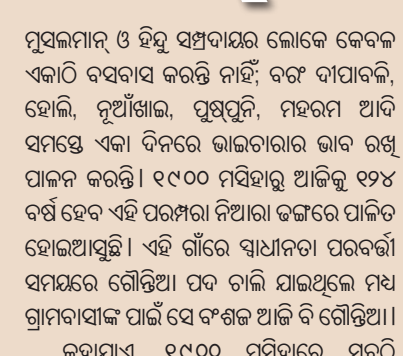 ମୁସଲମାନ୍ ଓ ହିନ୍ଦୁ ସମ୍ପ୍ରଦାୟର ଲୋକେ କେବଳ
ଏକାଠି ବସବାସ କରନ୍ତି ନାହିଁ; ବରଂ ଦୀପାବଳି,
ହୋଲି, ନୂଆଁଖାଇ, ପୁଷ୍‌ପୁନି, ମହରମ ଆଦି
ସମସ୍ତେ ଏକା ଦିନରେ ଭାଇଚାରାର ଭାବ ରଖି
ପାଳନ କରନ୍ତି। ୧୯୦୦ ମସିହାରୁ ଆଜିକୁ ୧୨୪
ବର୍ଷ ହେବ ଏହି ପରମ୍ପରା ନିଆରା ଢଙ୍ଗରେ ପାଳିତ
ହୋଇଆସୁଛି। ଏହି ଗାଁରେ ସ୍ୱାଧୀନତା ପରବର୍ତ୍ତୀ
ସମୟରେ ଗୌନ୍ତିଆ ପଦ ଚାଲି ଯାଇଥିଲେ ମଧ୍ୟ
ଗ୍ରାମବାସୀଙ୍କ ପାଇଁ ସେ ବଂଶଜ ଆଜି ବି ଗୌନ୍ତିଆ।
କୁହାଯାଏ ୧୯୦୦ ମସିହାରେ